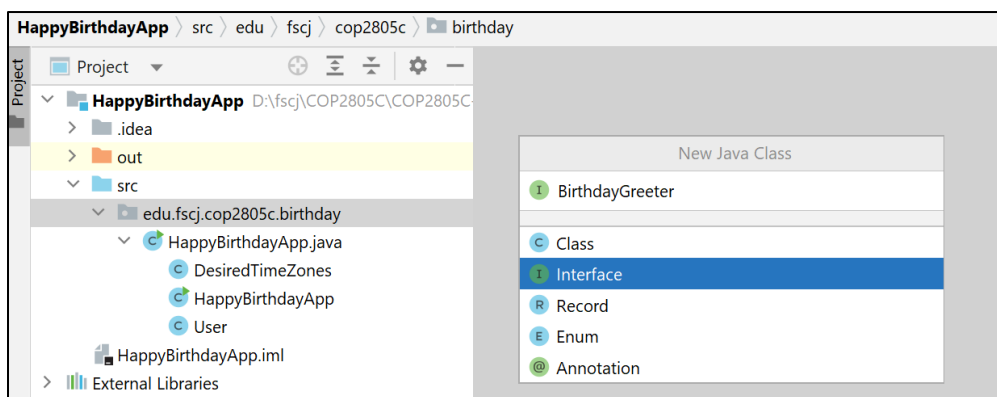 HappyBirthdayApp 〉 src 〉 edu 〉 fscj 〉 cop2805c 〉 birthday
Project
Project
HappyBirthdayApp D:\fscj\COP2805C\COP2805C-
.idea
out
src
edu.fscj.cop2805c.birthday
HappyBirthdayApp.java
C DesiredTimeZones
C HappyBirthdayApp
C User
HappyBirthdayApp.iml
External Libraries
New Java Class
I BirthdayGreeter
C Class
I Interface
R Record
E Enum
@ Annotation